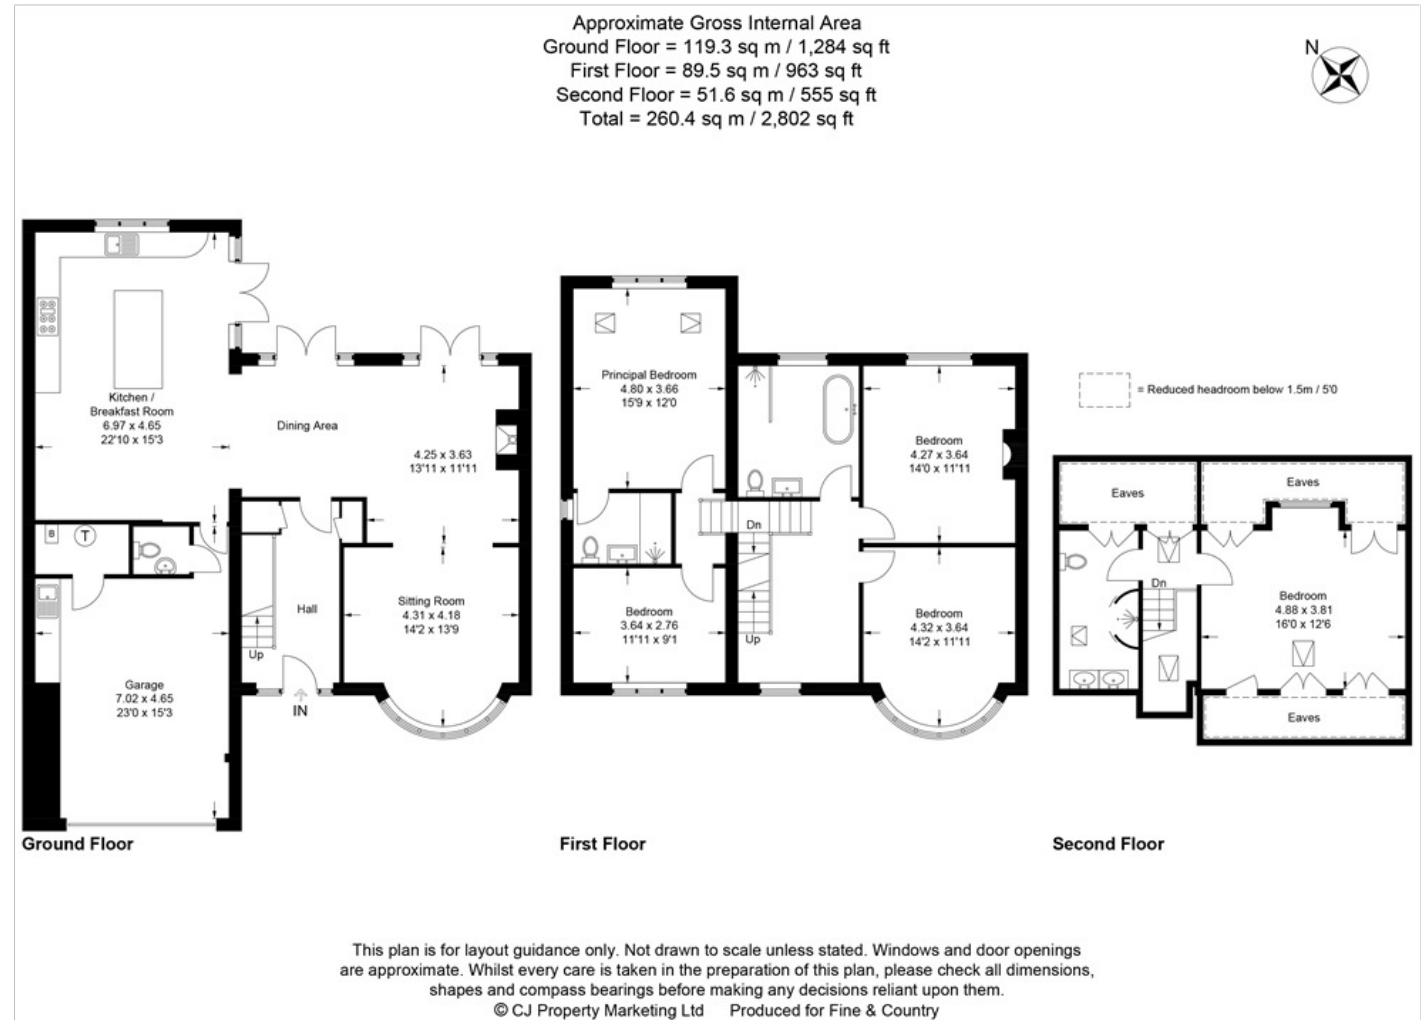 Approximate Gross Internal Area
Ground Floor = 119.3 sq m / 1,284 sq ft
First Floor = 89.5 sq m / 963 sq ft
Second Floor = 51.6 sq m / 555 sq ft
Total = 260.4 sq m / 2,802 sq ft
N
Kitchen /
Breakfast Room
6.97 x 4.65
22'10 x 15'3
Dining Area
4.25 x 3.63
13'11 x 11'11
B
T
Hall
Up
Sitting Room
4.31 x 4.18
14'2 x 13'9
Garage
7.02 x 4.65
23'0 x 15'3
IN
Ground Floor
Principal Bedroom
4.80 x 3.66
15'9 x 12'0
Bedroom
4.27 x 3.64
14'0 x 11'11
Dn
Bedroom
3.64 x 2.76
11'11 x 9'1
Up
Bedroom
4.32 x 3.64
14'2 x 11'11
First Floor
= Reduced headroom below 1.5m / 5'0
Eaves
Eaves
Dn
Bedroom
4.88 x 3.81
16'0 x 12'6
Eaves
Second Floor
This plan is for layout guidance only. Not drawn to scale unless stated. Windows and door openings
are approximate. Whilst every care is taken in the preparation of this plan, please check all dimensions,
shapes and compass bearings before making any decisions reliant upon them.
© CJ Property Marketing Ltd Produced for Fine & Country